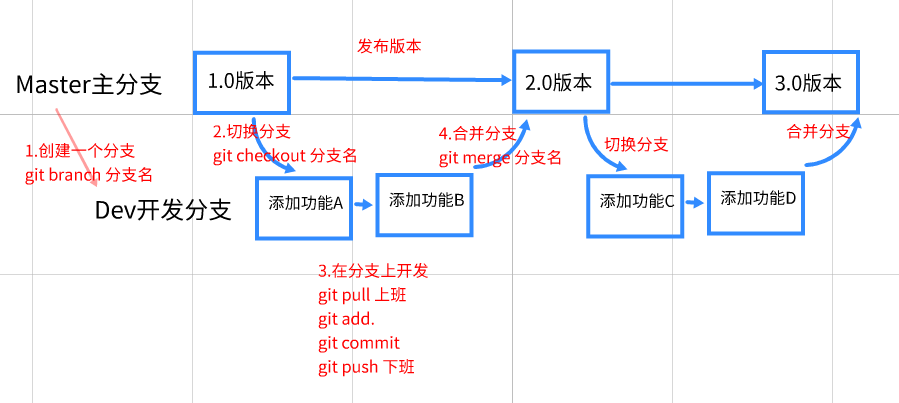 发布版本
Master主分支
1.0版本
2.0版本
3.0版本
2.切换分支
git checkout 分支名
4.合并分支
git merge 分支名
切换分支
合并分支
1.创建一个分支
git branch 分支名
Dev开发分支
添加功能A
添加功能B
添加功能C
添加功能D
3.在分支上开发
git pull 上班
git add.
git commit
git push 下班